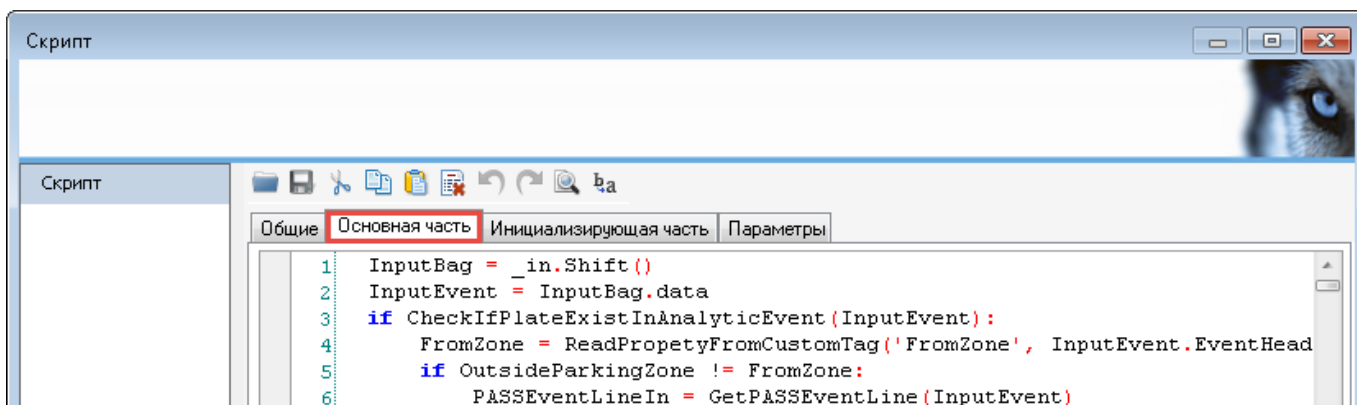 Скрипт
Скрипт
Общие Основная часть Инициализирующая часть Параметры
1 InputBag = _in.Shift()
2 InputEvent = InputBag.data
3 if CheckIfPlateExistInAnalyticEvent(InputEvent):
4 FromZone = ReadPropetyFromCustomTag('FromZone', InputEvent.EventHead
5 if OutsideParkingZone != FromZone:
6 PASSEventLineIn = GetPASSEventLine(InputEvent)